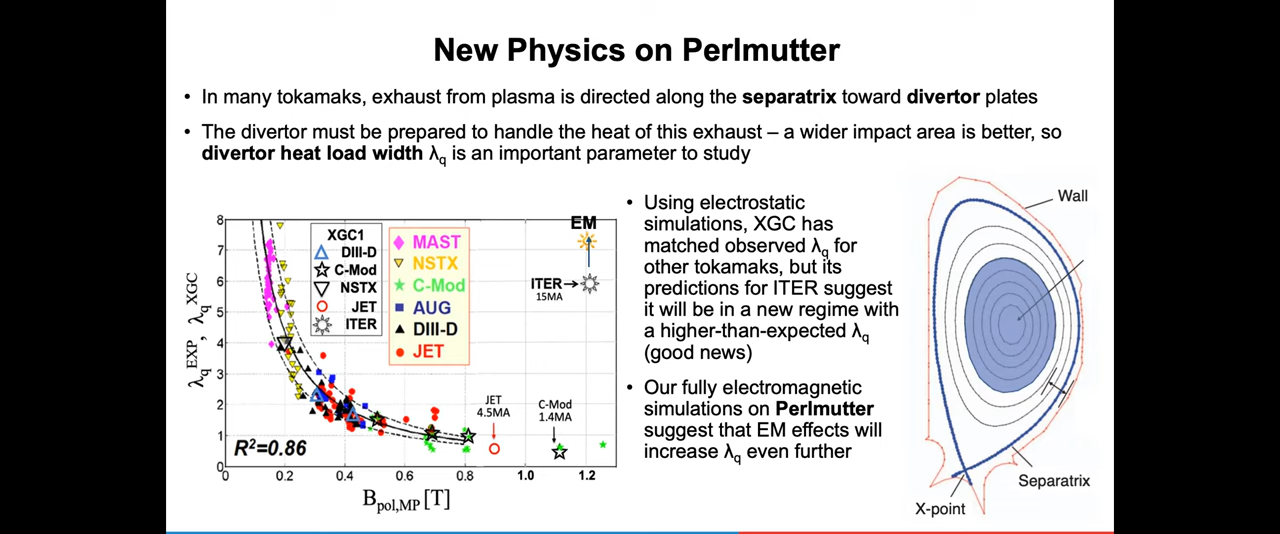 New Physics on Perlmutter
• In many tokamaks, exhaust from plasma is directed along the separatrix toward divertor plates
• The divertor must be prepared to handle the heat of this exhaust – a wider impact area is better, so
divertor heat load width λq is an important parameter to study
8
7
6
5
4
3
2
1
0
λq^EXP, λq^XGC
XGC1
DIII-D
C-Mod
NSTX
JET
ITER
MAST
NSTX
C-Mod
AUG
DIII-D
JET
EM
ITER→
15MA
JET
4.5MA
C-Mod
1.4MA
R²=0.86
0
0.2
0.4
0.6
0.8
1.0
1.2
Bpol,MP [T]
• Using electrostatic
simulations, XGC has
matched observed λq for
other tokamaks, but its
predictions for ITER suggest
it will be in a new regime with
a higher-than-expected λq
(good news)
• Our fully electromagnetic
simulations on Perlmutter
suggest that EM effects will
increase λq even further
Wall
Separatrix
X-point